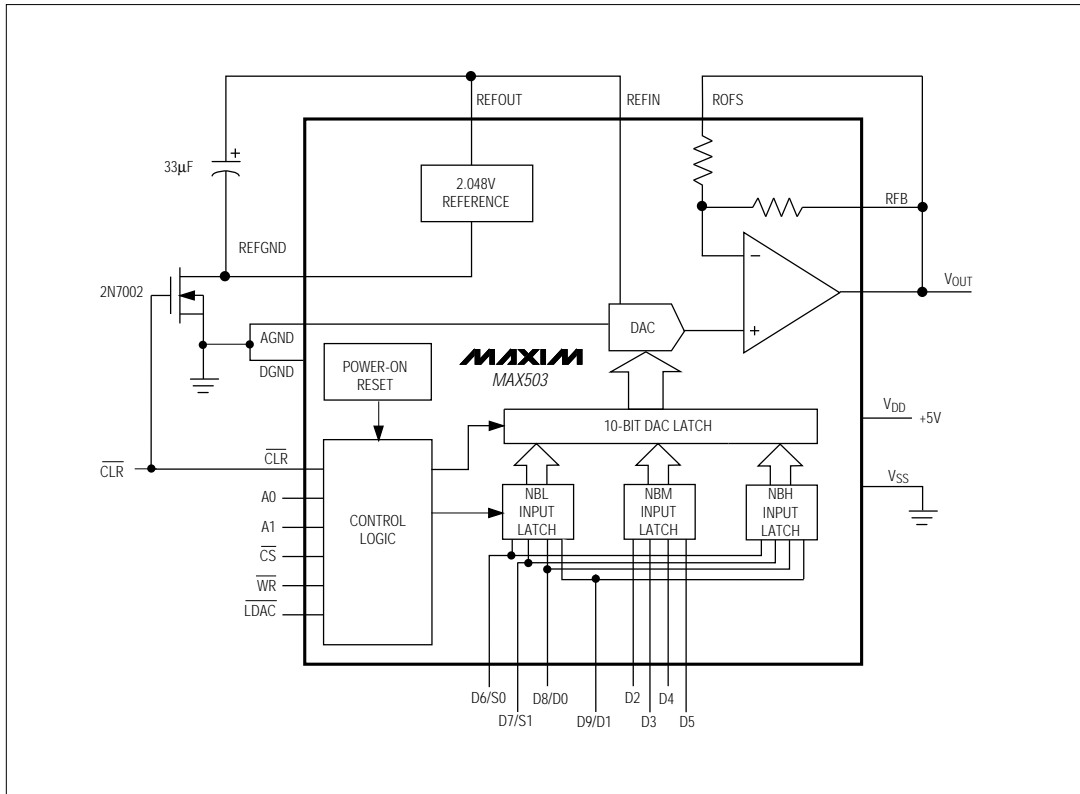 REFOUT
REFIN
ROFS
33µF
+
2.048V
REFERENCE
RFB
REFGND
−
2N7002
VOUT
DAC
+
AGND
DGND
POWER-ON
RESET
MAXIM
MAX503
VDD
+5V
10-BIT DAC LATCH
CLR
CLR
VSS
A0
A1
CS
WR
LDAC
CONTROL
LOGIC
NBL
INPUT
LATCH
NBM
INPUT
LATCH
NBH
INPUT
LATCH
D6/S0
D7/S1
D8/D0
D9/D1
D2
D3
D4
D5